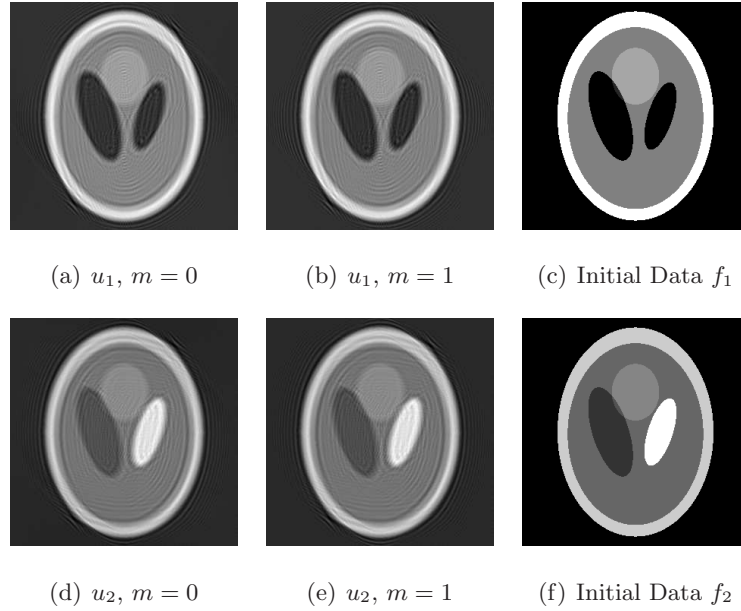 (a) u₁, m = 0
(b) u₁, m = 1
(c) Initial Data f₁
(d) u₂, m = 0
(e) u₂, m = 1
(f) Initial Data f₂